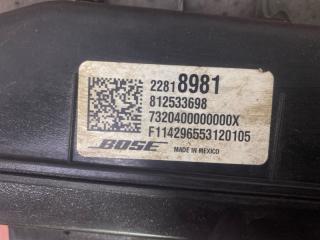 22818981
812533698
7320400000000X
F114296553120105
BOSE MADE IN MEXICO